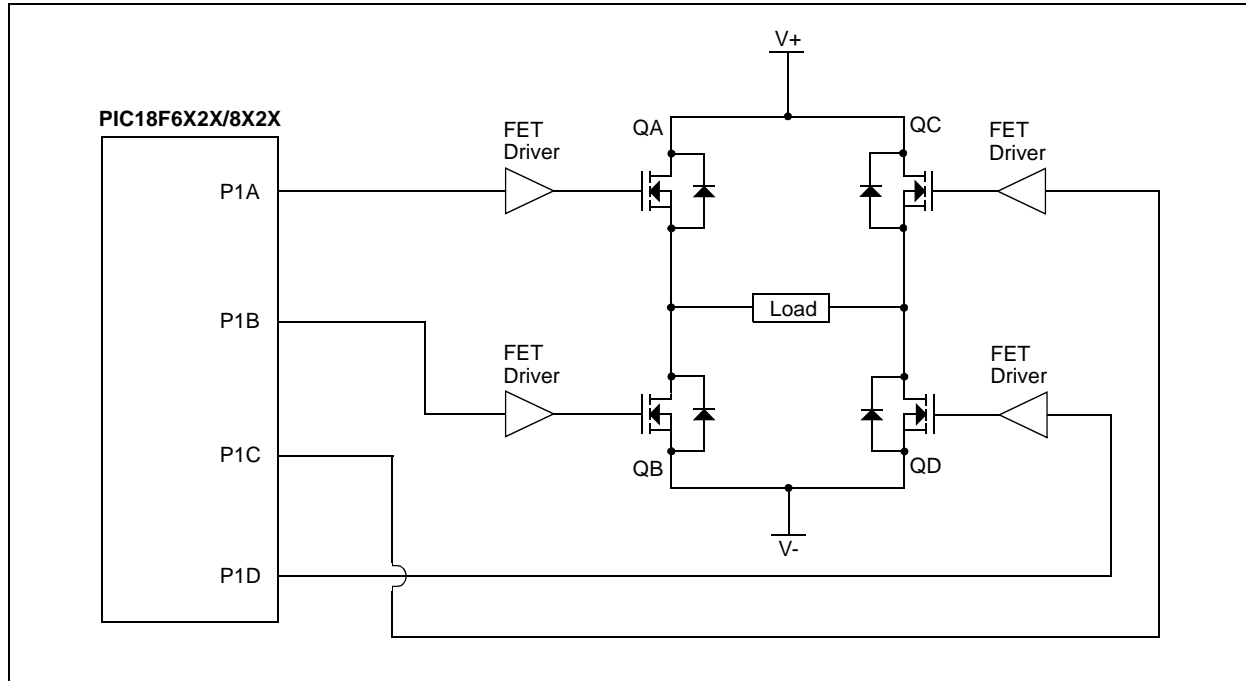 V+
PIC18F6X2X/8X2X
FET
Driver
QA
QC
FET
Driver
P1A
P1B
Load
FET
Driver
FET
Driver
P1C
QB
QD
V-
P1D